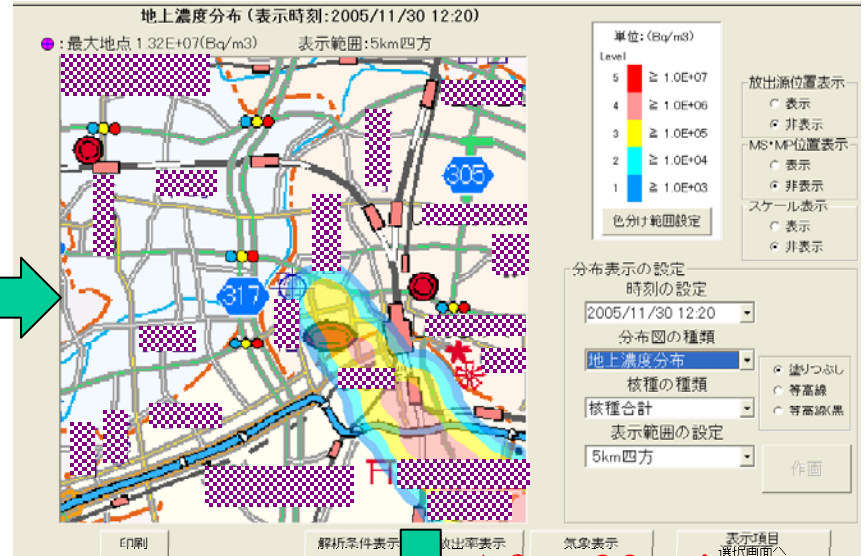 地上濃度分布(表示時刻:2005/11/30 12:20)
:最大地点 1.32E+07(Bq/m3) 表示範囲:5km四方
305
317
単位:(Bq/m3)
Level
5 ≧ 1.0E+07
4 ≧ 1.0E+06
3 ≧ 1.0E+05
2 ≧ 1.0E+04
1 ≧ 1.0E+03
色分け範囲設定
放出源位置表示
表示
非表示
MS・MP位置表示
表示
非表示
スケール表示
表示
非表示
分布表示の設定
時刻の設定
2005/11/30 12:20
分布図の種類
地上濃度分布
核種の種類
核種合計
表示範囲の設定
5km四方
塗りつぶし
等高線
等高線(黒
作画
印刷
解析条件表示
放出率表示
気象表示
表示項目
選択画面へ